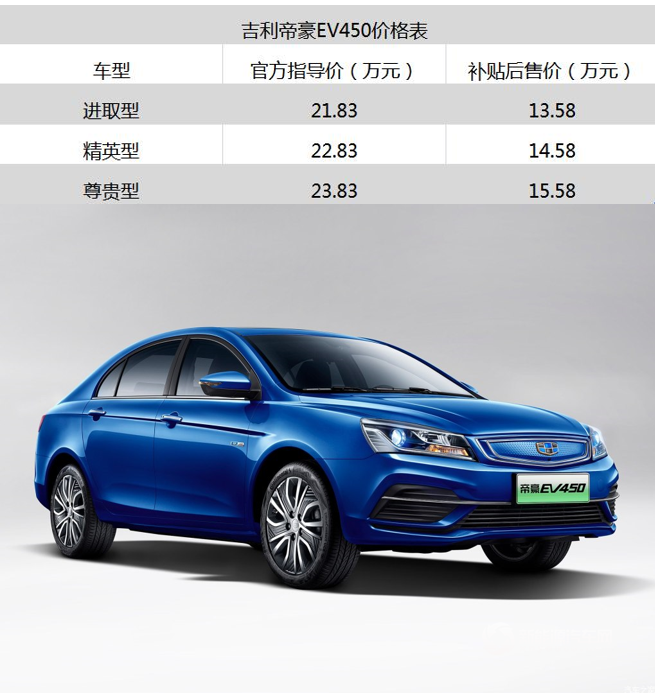 吉利帝豪EV450价格表
车型 官方指导价（万元） 补贴后售价（万元）
进取型 21.83 13.58
精英型 22.83 14.58
尊贵型 23.83 15.58
帝豪EV450